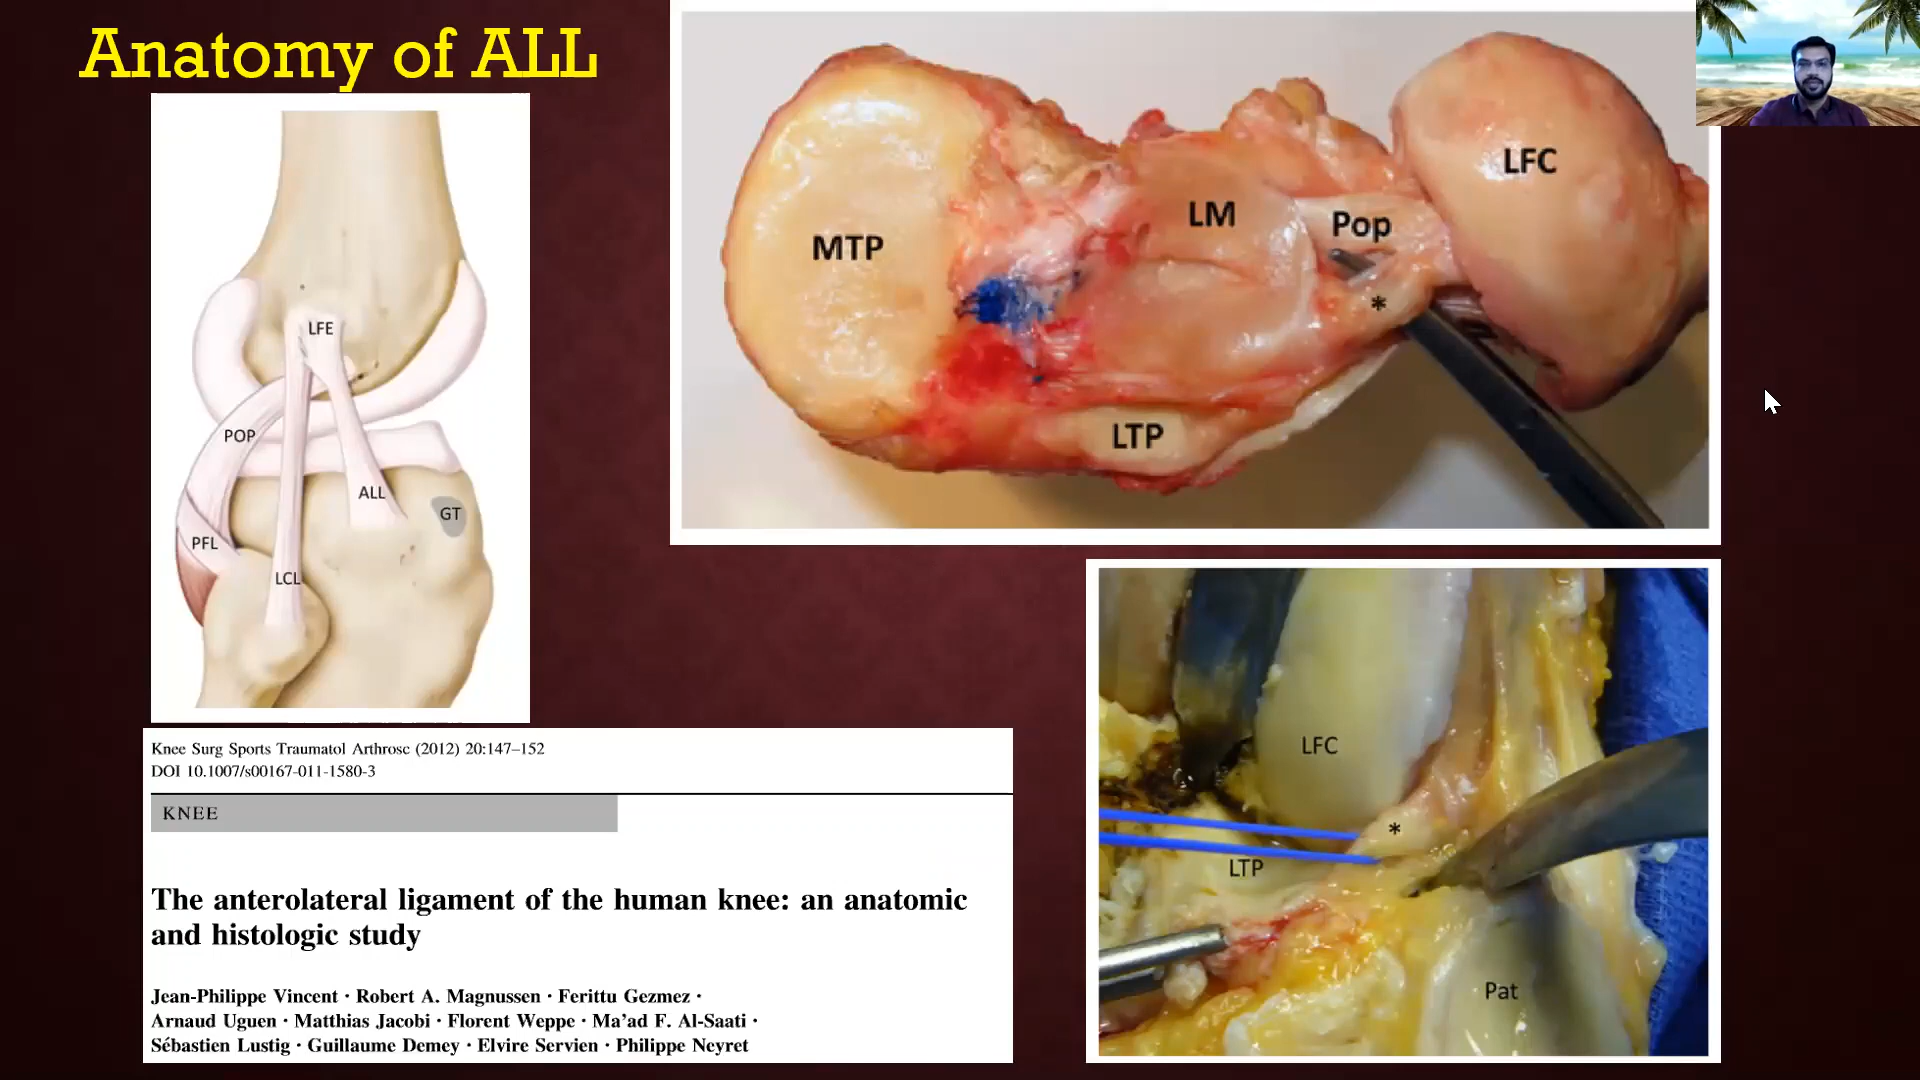 Anatomy of ALL
LFE
POP
ALL
GT
PFL
LCL
MTP
LM
Pop
LFC
*
LTP
LFC
*
LTP
Pat
Knee Surg Sports Traumatol Arthrosc (2012) 20:147–152
DOI 10.1007/s00167-011-1580-3
KNEE
The anterolateral ligament of the human knee: an anatomic
and histologic study
Jean-Philippe Vincent · Robert A. Magnussen · Ferittu Gezmez ·
Arnaud Uguen · Matthias Jacobi · Florent Weppe · Ma’ad F. Al-Saati ·
Sébastien Lustig · Guillaume Demey · Elvire Servien · Philippe Neyret